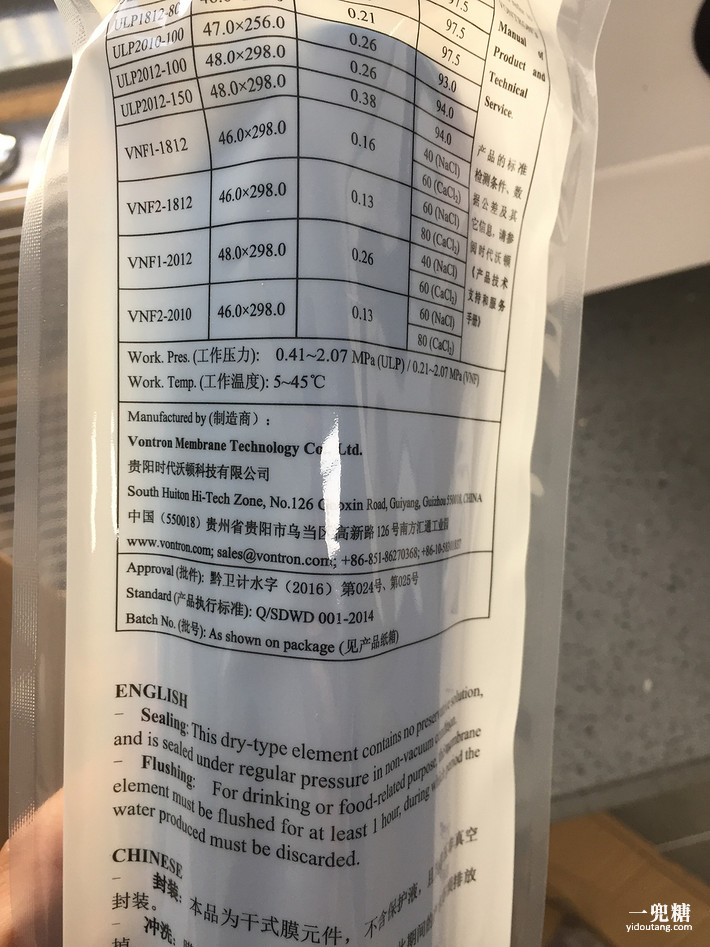 ULP1812-80
97.5
ULP2010-100 47.0×256.0 0.21 97.5
ULP2012-100 48.0×298.0 0.26 97.5
ULP2012-150 48.0×298.0 0.26 93.0
0.38 94.0
94.0
VNF1-1812 46.0×298.0 0.16 40 (NaCl)
60 (CaCl₂)
VNF2-1812 46.0×298.0 0.13 60 (NaCl)
80 (CaCl₂)
VNF1-2012 48.0×298.0 0.26 40 (NaCl)
60 (CaCl₂)
VNF2-2010 46.0×298.0 0.13 60 (NaCl)
80 (CaCl₂)
Manual of
Product and
Technical
Service.
产品的标准
检测条件、数
据公差及其
它信息,请参
阅时代沃顿
《产品技术
支持和服务
手册》
Work. Pres. (工作压力): 0.41~2.07 MPa (ULP) / 0.21~2.07 MPa (VNF)
Work. Temp. (工作温度): 5~45℃
Manufactured by (制造商):
Vontron Membrane Technology Co., Ltd.
贵阳时代沃顿科技有限公司
South Huiton Hi-Tech Zone, No.126 Road, Guiyang, Guizhou 550018, CHINA
中国(550018)贵州省贵阳市乌当区高新路126号南方汇通工业园
www.vontron.com; sales@vontron.com; +86-851-86270368;
Approval (批件): 黔卫计水字(2016)第024号、第025号
Standard (产品执行标准): Q/SDWD 001-2014
Batch No. (批号): As shown on package (见产品纸箱)
ENGLISH
– Sealing: This dry-type element contains no solution,
and is sealed under regular pressure in non-vacuum
– Flushing: For drinking or food-related purpose, membrane
element must be flushed for at least 1 hour, during the
water produced must be discarded.
CHINESE
– 封装: 本品为干式膜元件, 不含保护液, 真空
封装。
– 冲洗: 期间的 排放
掉
一兜糖
yidoutang.com